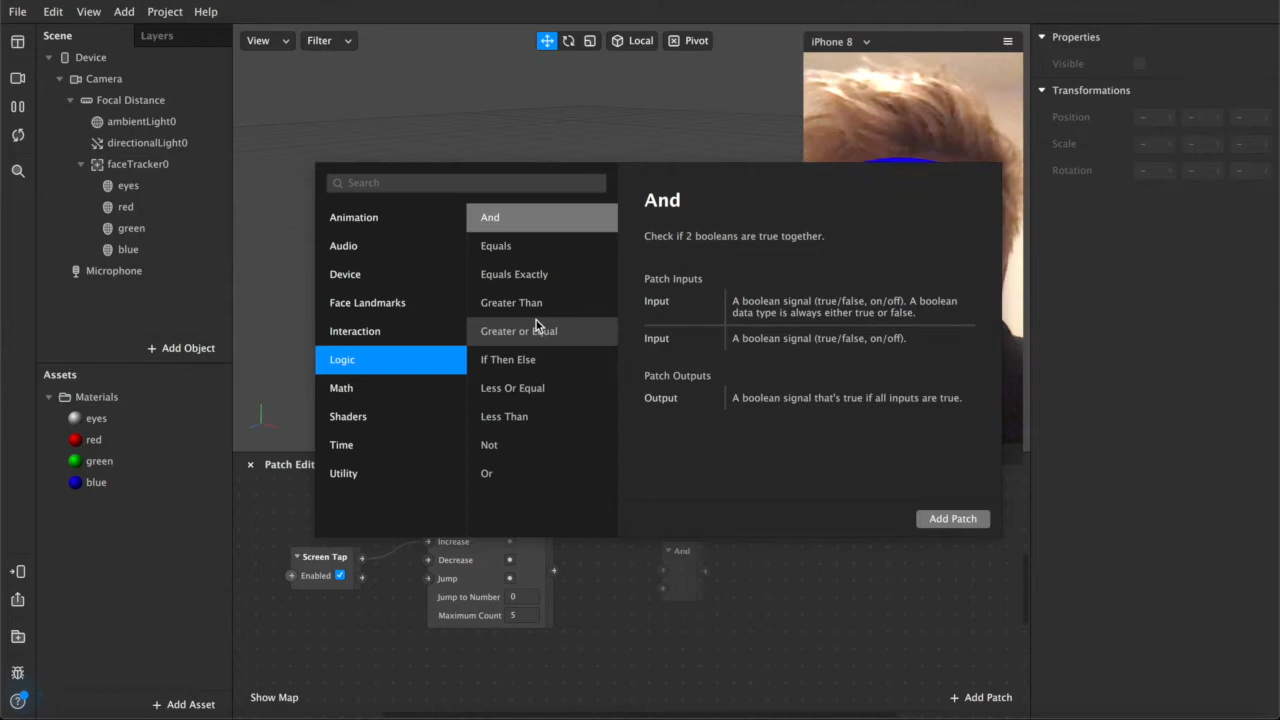 File Edit View Add Project Help
Scene Layers
Device
Camera
Focal Distance
ambientLight0
directionalLight0
faceTracker0
eyes
red
green
blue
Microphone
+ Add Object
Assets
Materials
eyes
red
green
blue
+ Add Asset
View Filter Local Pivot
iPhone 8
Properties
Visible
Transformations
Position
Scale
Rotation
Search
Animation
Audio
Device
Face Landmarks
Interaction
Logic
Math
Shaders
Time
Utility
And
Equals
Equals Exactly
Greater Than
Greater or Equal
If Then Else
Less Or Equal
Less Than
Not
Or
And
Check if 2 booleans are true together.
Patch Inputs
Input A boolean signal (true/false, on/off). A boolean
data type is always either true or false.
Input A boolean signal (true/false, on/off).
Patch Outputs
Output A boolean signal that's true if all inputs are true.
Add Patch
Patch Edit
Screen Tap
Enabled
Increase
Decrease
Jump
Jump to Number 0
Maximum Count 5
And
Show Map
+ Add Patch